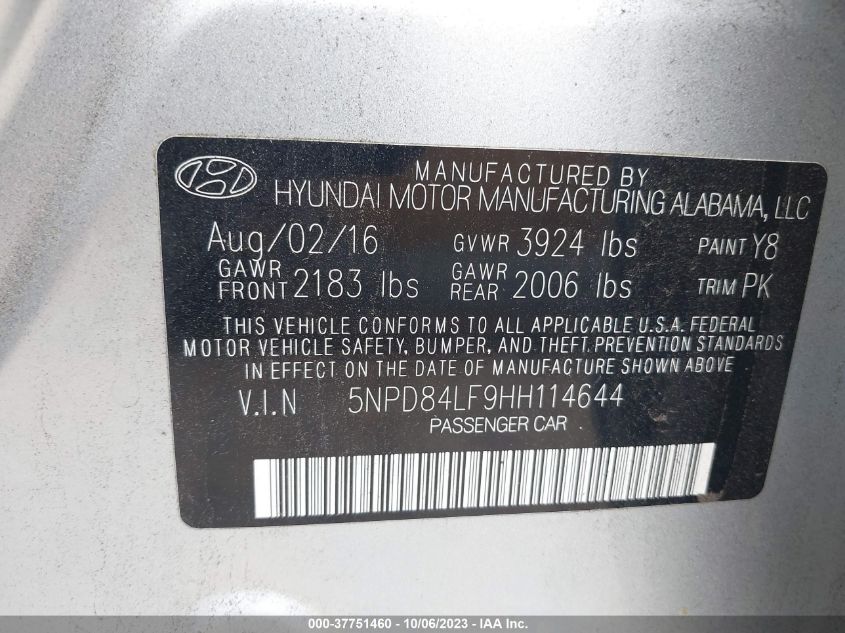 MANUFACTURED BY
HYUNDAI MOTOR MANUFACTURING ALABAMA, LLC
Aug/02/16 GVWR 3924 lbs PAINT Y8
GAWR FRONT 2183 lbs GAWR REAR 2006 lbs TRIM PK
THIS VEHICLE CONFORMS TO ALL APPLICABLE U.S.A. FEDERAL
MOTOR VEHICLE SAFETY, BUMPER, AND THEFT PREVENTION STANDARDS
IN EFFECT ON THE DATE OF MANUFACTURE SHOWN ABOVE
V.I.N 5NPD84LF9HH114644
PASSENGER CAR
000-37751460 - 10/06/2023 - IAA Inc.